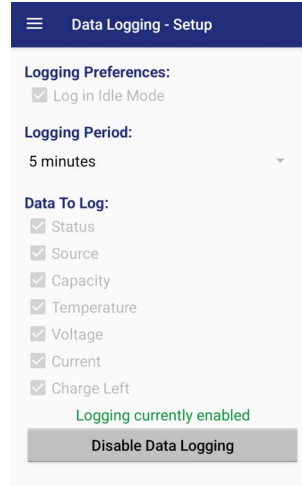 Data Logging - Setup
Logging Preferences:
Log in Idle Mode
Logging Period:
5 minutes
Data To Log:
Status
Source
Capacity
Temperature
Voltage
Current
Charge Left
Logging currently enabled
Disable Data Logging